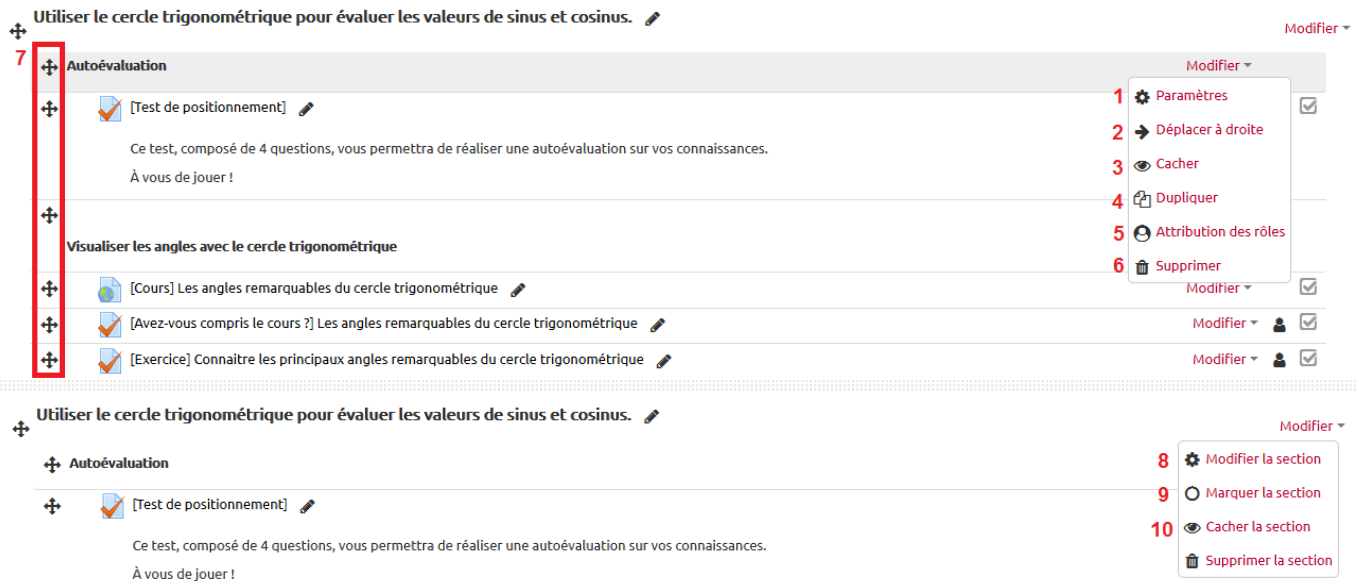 Utiliser le cercle trigonométrique pour évaluer les valeurs de sinus et cosinus.
Modifier
7
Autoévaluation
Modifier
[Test de positionnement]
1 Paramètres
2 Déplacer à droite
Ce test, composé de 4 questions, vous permettra de réaliser une autoévaluation sur vos connaissances.
3 Cacher
À vous de jouer !
4 Dupliquer
5 Attribution des rôles
Visualiser les angles avec le cercle trigonométrique
6 Supprimer
[Cours] Les angles remarquables du cercle trigonométrique
Modifier
[Avez-vous compris le cours ?] Les angles remarquables du cercle trigonométrique
Modifier
[Exercice] Connaitre les principaux angles remarquables du cercle trigonométrique
Modifier
Utiliser le cercle trigonométrique pour évaluer les valeurs de sinus et cosinus.
Modifier
Autoévaluation
8 Modifier la section
9 Marquer la section
[Test de positionnement]
10 Cacher la section
Ce test, composé de 4 questions, vous permettra de réaliser une autoévaluation sur vos connaissances.
Supprimer la section
À vous de jouer !